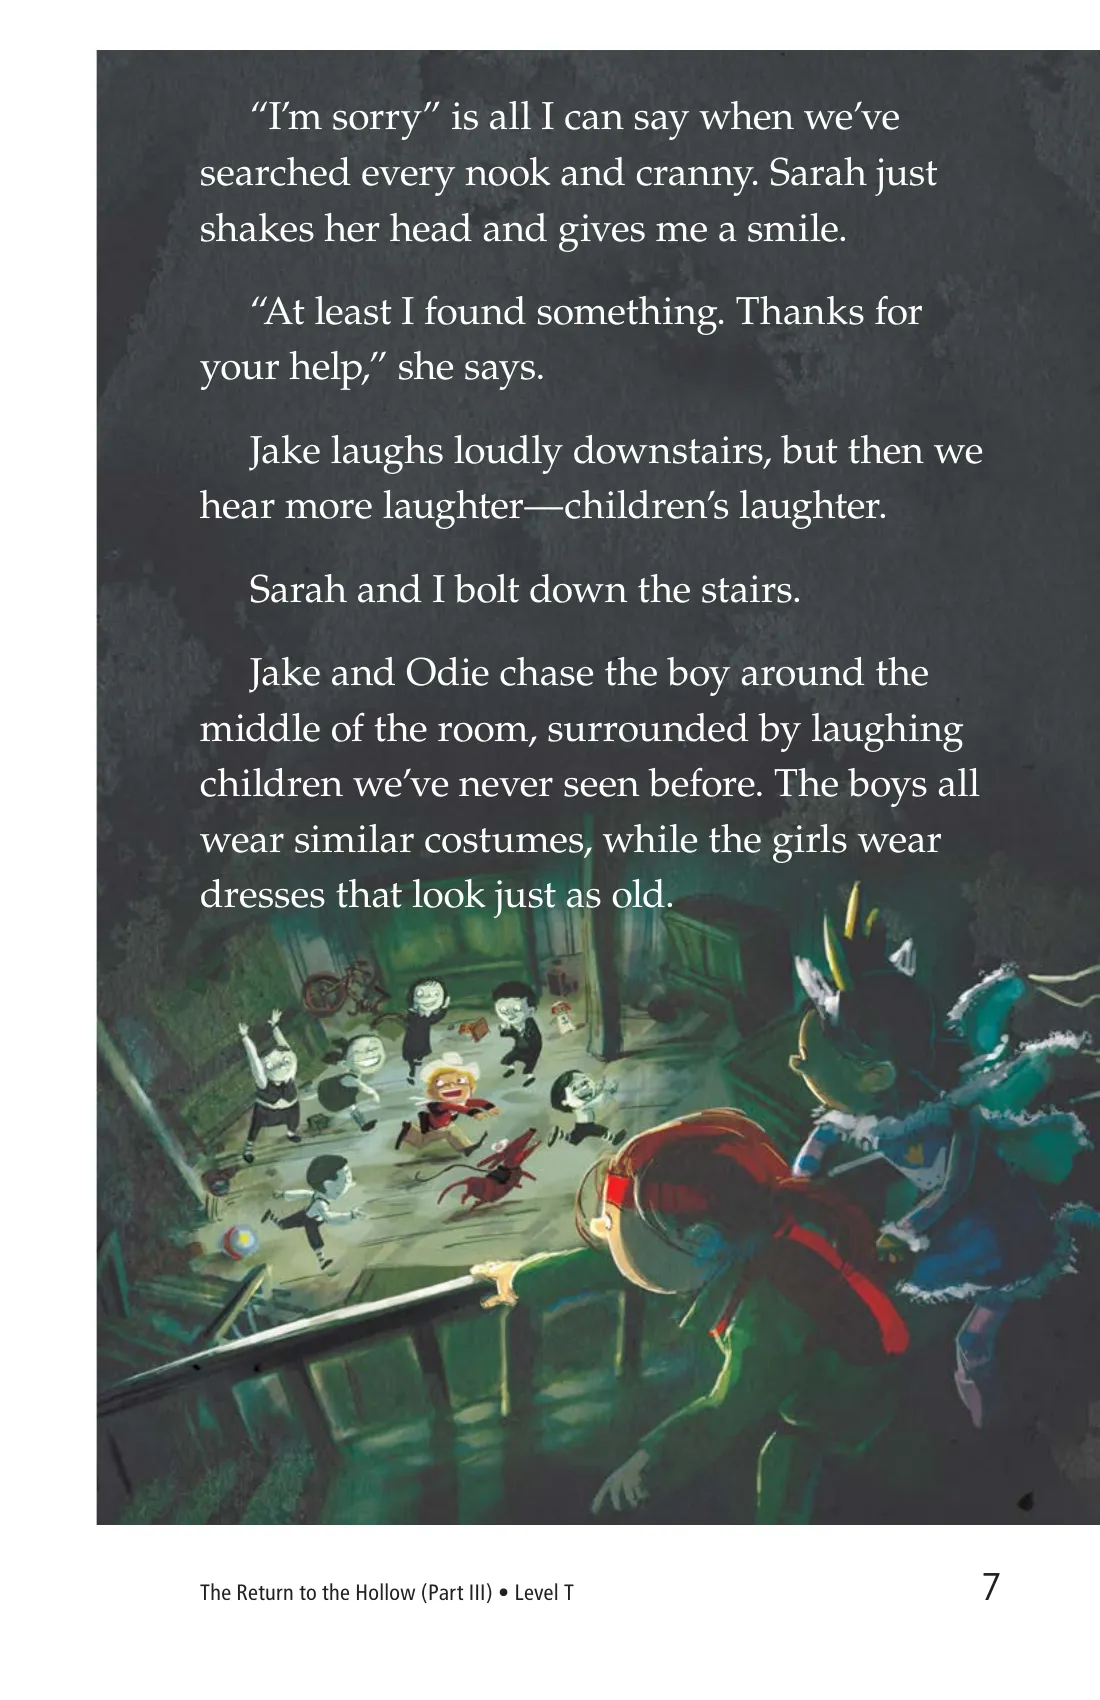 “I’m sorry” is all I can say when we’ve
searched every nook and cranny. Sarah just
shakes her head and gives me a smile.
“At least I found something. Thanks for
your help,” she says.
Jake laughs loudly downstairs, but then we
hear more laughter—children’s laughter.
Sarah and I bolt down the stairs.
Jake and Odie chase the boy around the
middle of the room, surrounded by laughing
children we’ve never seen before. The boys all
wear similar costumes, while the girls wear
dresses that look just as old.
The Return to the Hollow (Part III) • Level T
7